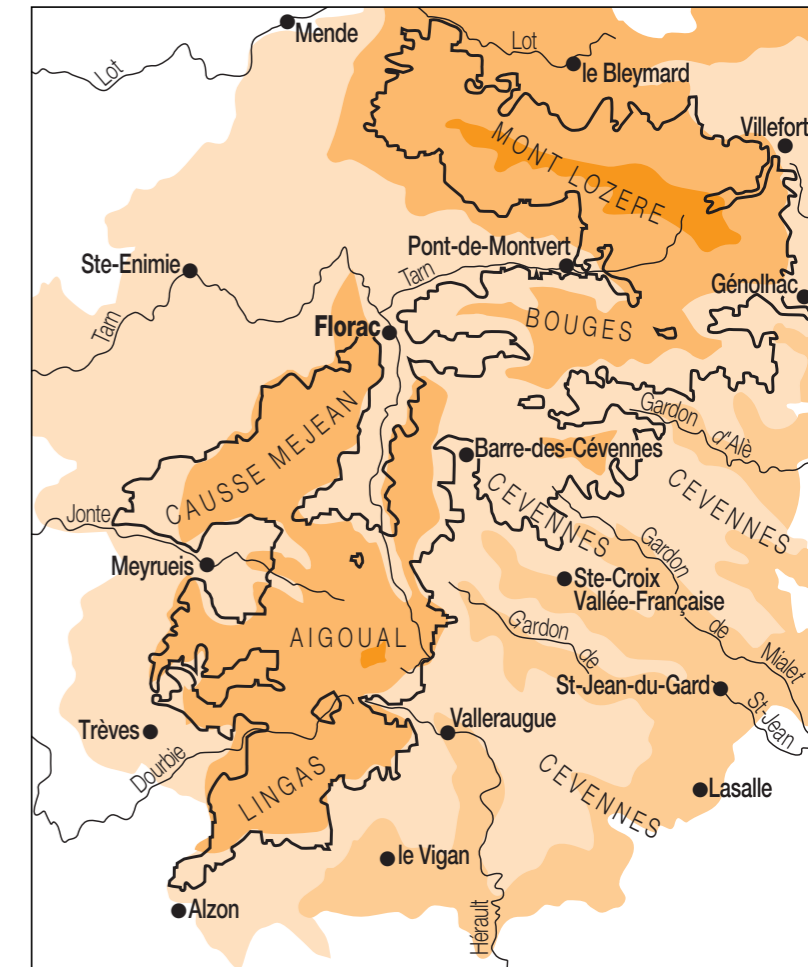 Mende
Lot
Lot
le Bleymard
MONT LOZERE
Villefort
Pont-de-Montvert
Ste-Enimie
Tarn
Tarn
Génolhac
Florac
BOUGES
CAUSSE MEJEAN
Gardon d"Alè
Barre-des-Cévennes
CEVENNES
CEVENNES
Jonte
Meyrueis
Gardon de Mialet
Ste-Croix
Vallée-Française
AIGOUAL
Gardon de St-Jean
St-Jean-du-Gard
Trèves
Dourbie
Valleraugue
LINGAS
CEVENNES
Lasalle
le Vigan
Alzon
Hérault